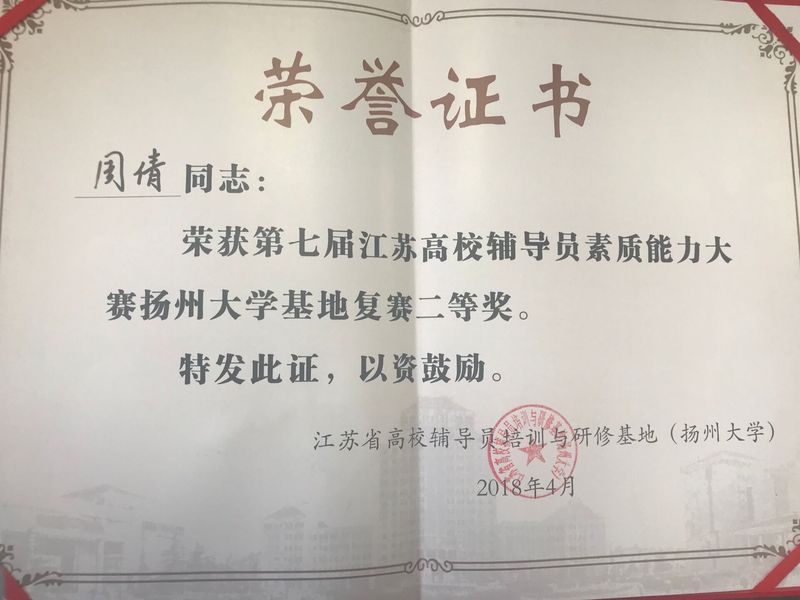 荣誉证书
周倩同志：
荣获第七届江苏高校辅导员素质能力大
赛扬州大学基地复赛二等奖。
特发此证，以资鼓励。
江苏省高校辅导员培训与研修基地（扬州大学）
2018年4月